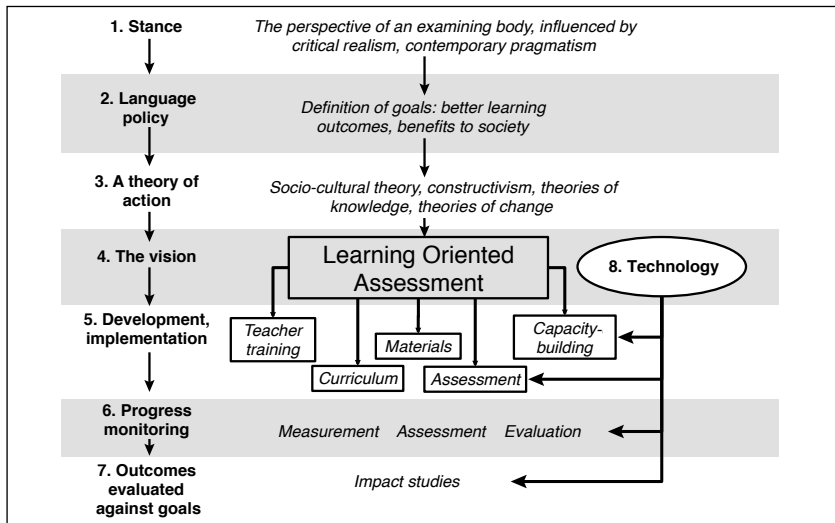 1. Stance
The perspective of an examining body, influenced by
critical realism, contemporary pragmatism
2. Language
policy
Definition of goals: better learning
outcomes, benefits to society
3. A theory of
action
Socio-cultural theory, constructivism, theories of
knowledge, theories of change
4. The vision
Learning Oriented
Assessment
8. Technology
5. Development,
implementation
Teacher
training
Curriculum
Materials
Assessment
Capacity-
building
6. Progress
monitoring
Measurement Assessment Evaluation
7. Outcomes
evaluated
against goals
Impact studies